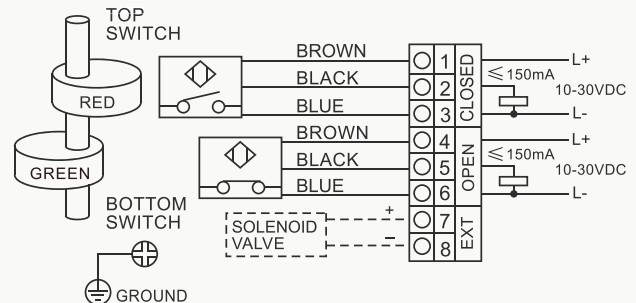 TOP
SWITCH
RED
GREEN
BOTTOM
SWITCH
GROUND
BROWN
BLACK
BLUE
BROWN
BLACK
BLUE
SOLENOID
VALVE
+
−
1
2
3
4
5
6
7
8
CLOSED
OPEN
EXT
L+
≤150mA
10-30VDC
L-
L+
≤150mA
10-30VDC
L-